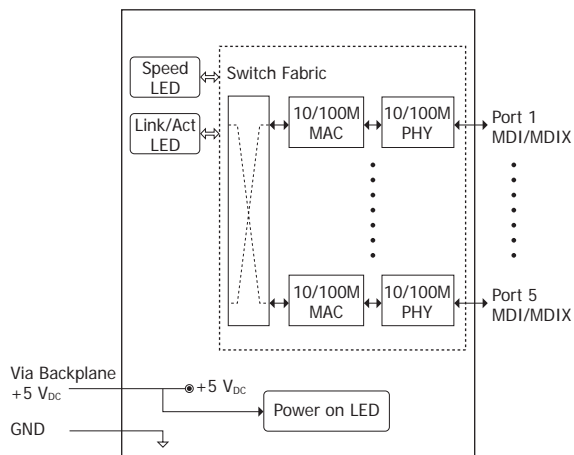 Speed
LED
Switch Fabric
Link/Act
LED
10/100M
MAC
10/100M
PHY
Port 1
MDI/MDIX
10/100M
MAC
10/100M
PHY
Port 5
MDI/MDIX
Via Backplane
+5 VDC
+5 VDC
Power on LED
GND